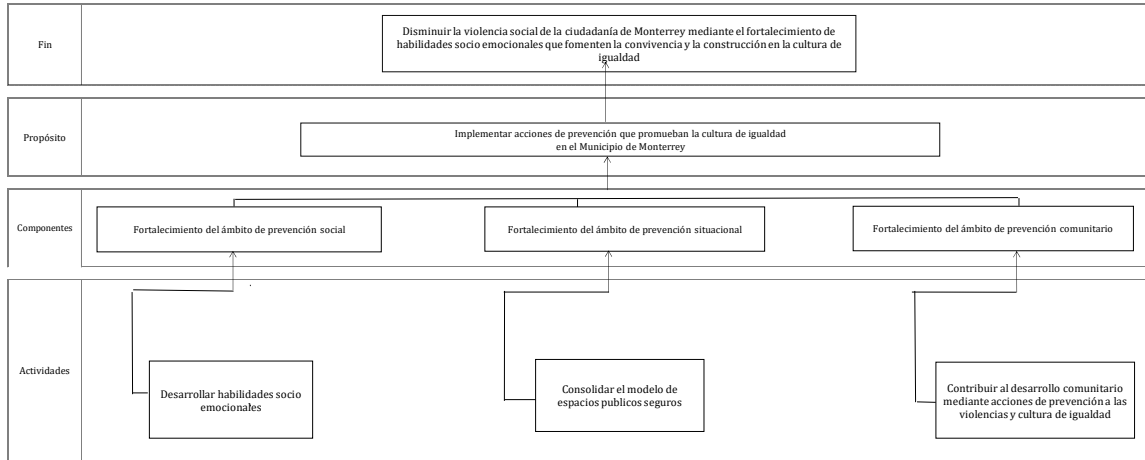 Fin
Disminuir la violencia social de la ciudadanía de Monterrey mediante el fortalecimiento de
habilidades socio emocionales que fomenten la convivencia y la construcción en la cultura de
igualdad
Propósito
Implementar acciones de prevención que promueban la cultura de igualdad
en el Municipio de Monterrey
Componentes
Fortalecimiento del ámbito de prevención social
Fortalecimiento del ámbito de prevención situacional
Fortalecimiento del ámbito de prevención comunitario
Actividades
Desarrollar habilidades socio
emocionales
Consolidar el modelo de
espacios publicos seguros
Contribuir al desarrollo comunitario
mediante acciones de prevención a las
violencias y cultura de igualdad